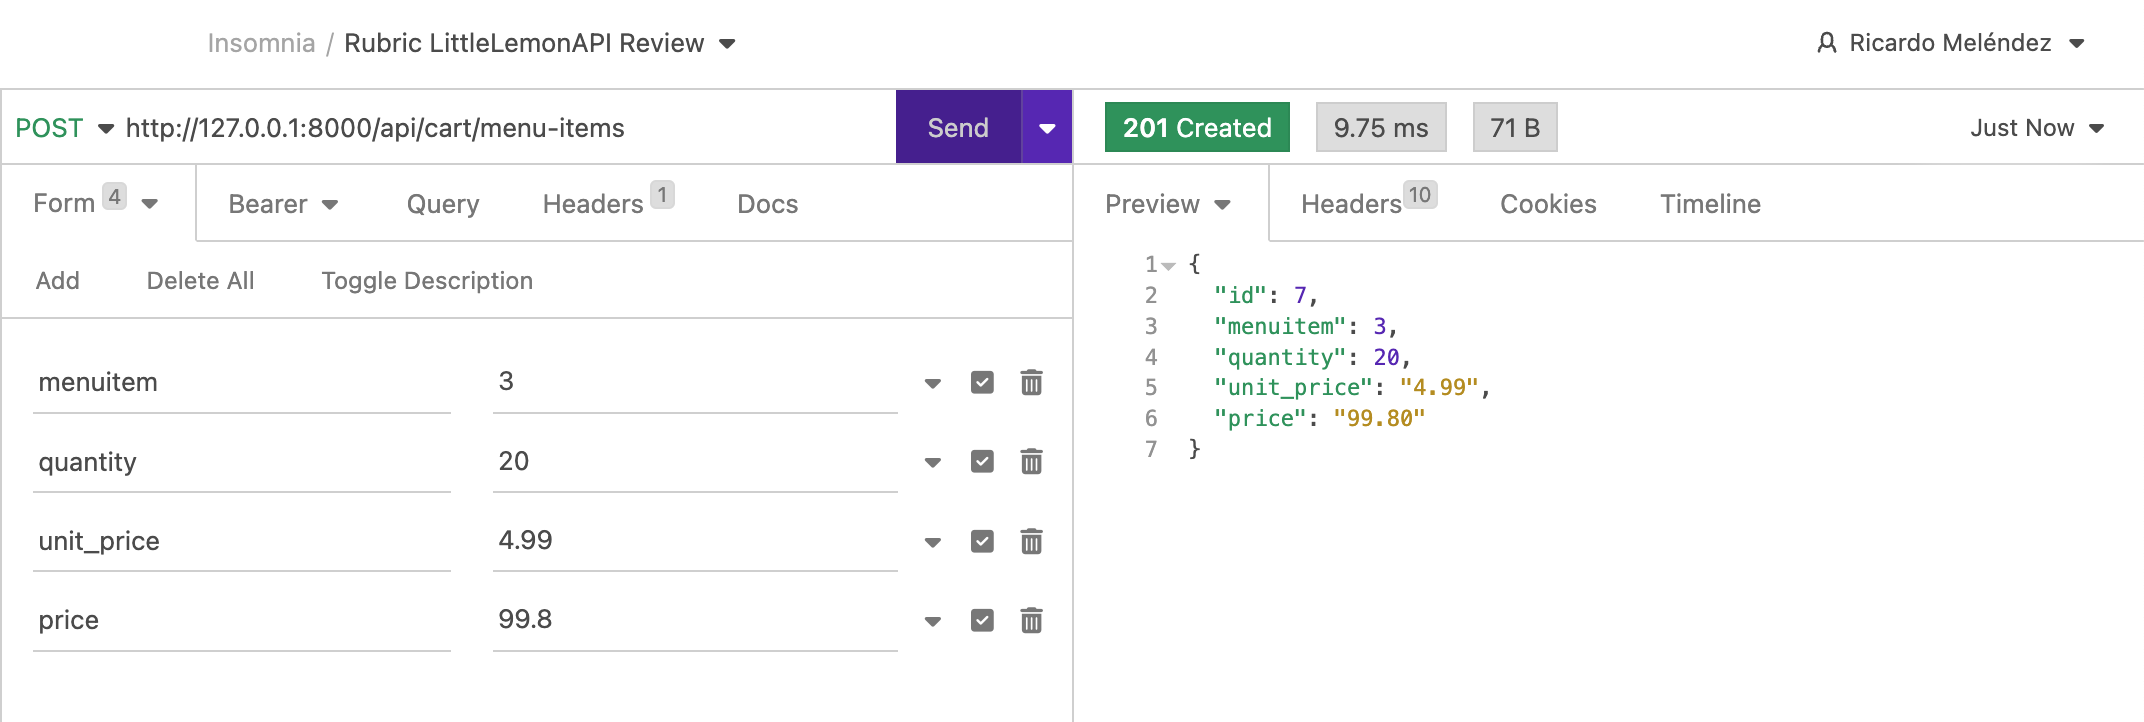 Insomnia / Rubric LittleLemonAPI Review
Ricardo Meléndez
POST http://127.0.0.1:8000/api/cart/menu-items Send
201 Created 9.75 ms 71 B Just Now
Form 4 Bearer Query Headers 1 Docs
Preview Headers 10 Cookies Timeline
Add Delete All Toggle Description
menuitem 3
quantity 20
unit_price 4.99
price 99.8
1 {
2 "id": 7,
3 "menuitem": 3,
4 "quantity": 20,
5 "unit_price": "4.99",
6 "price": "99.80"
7 }